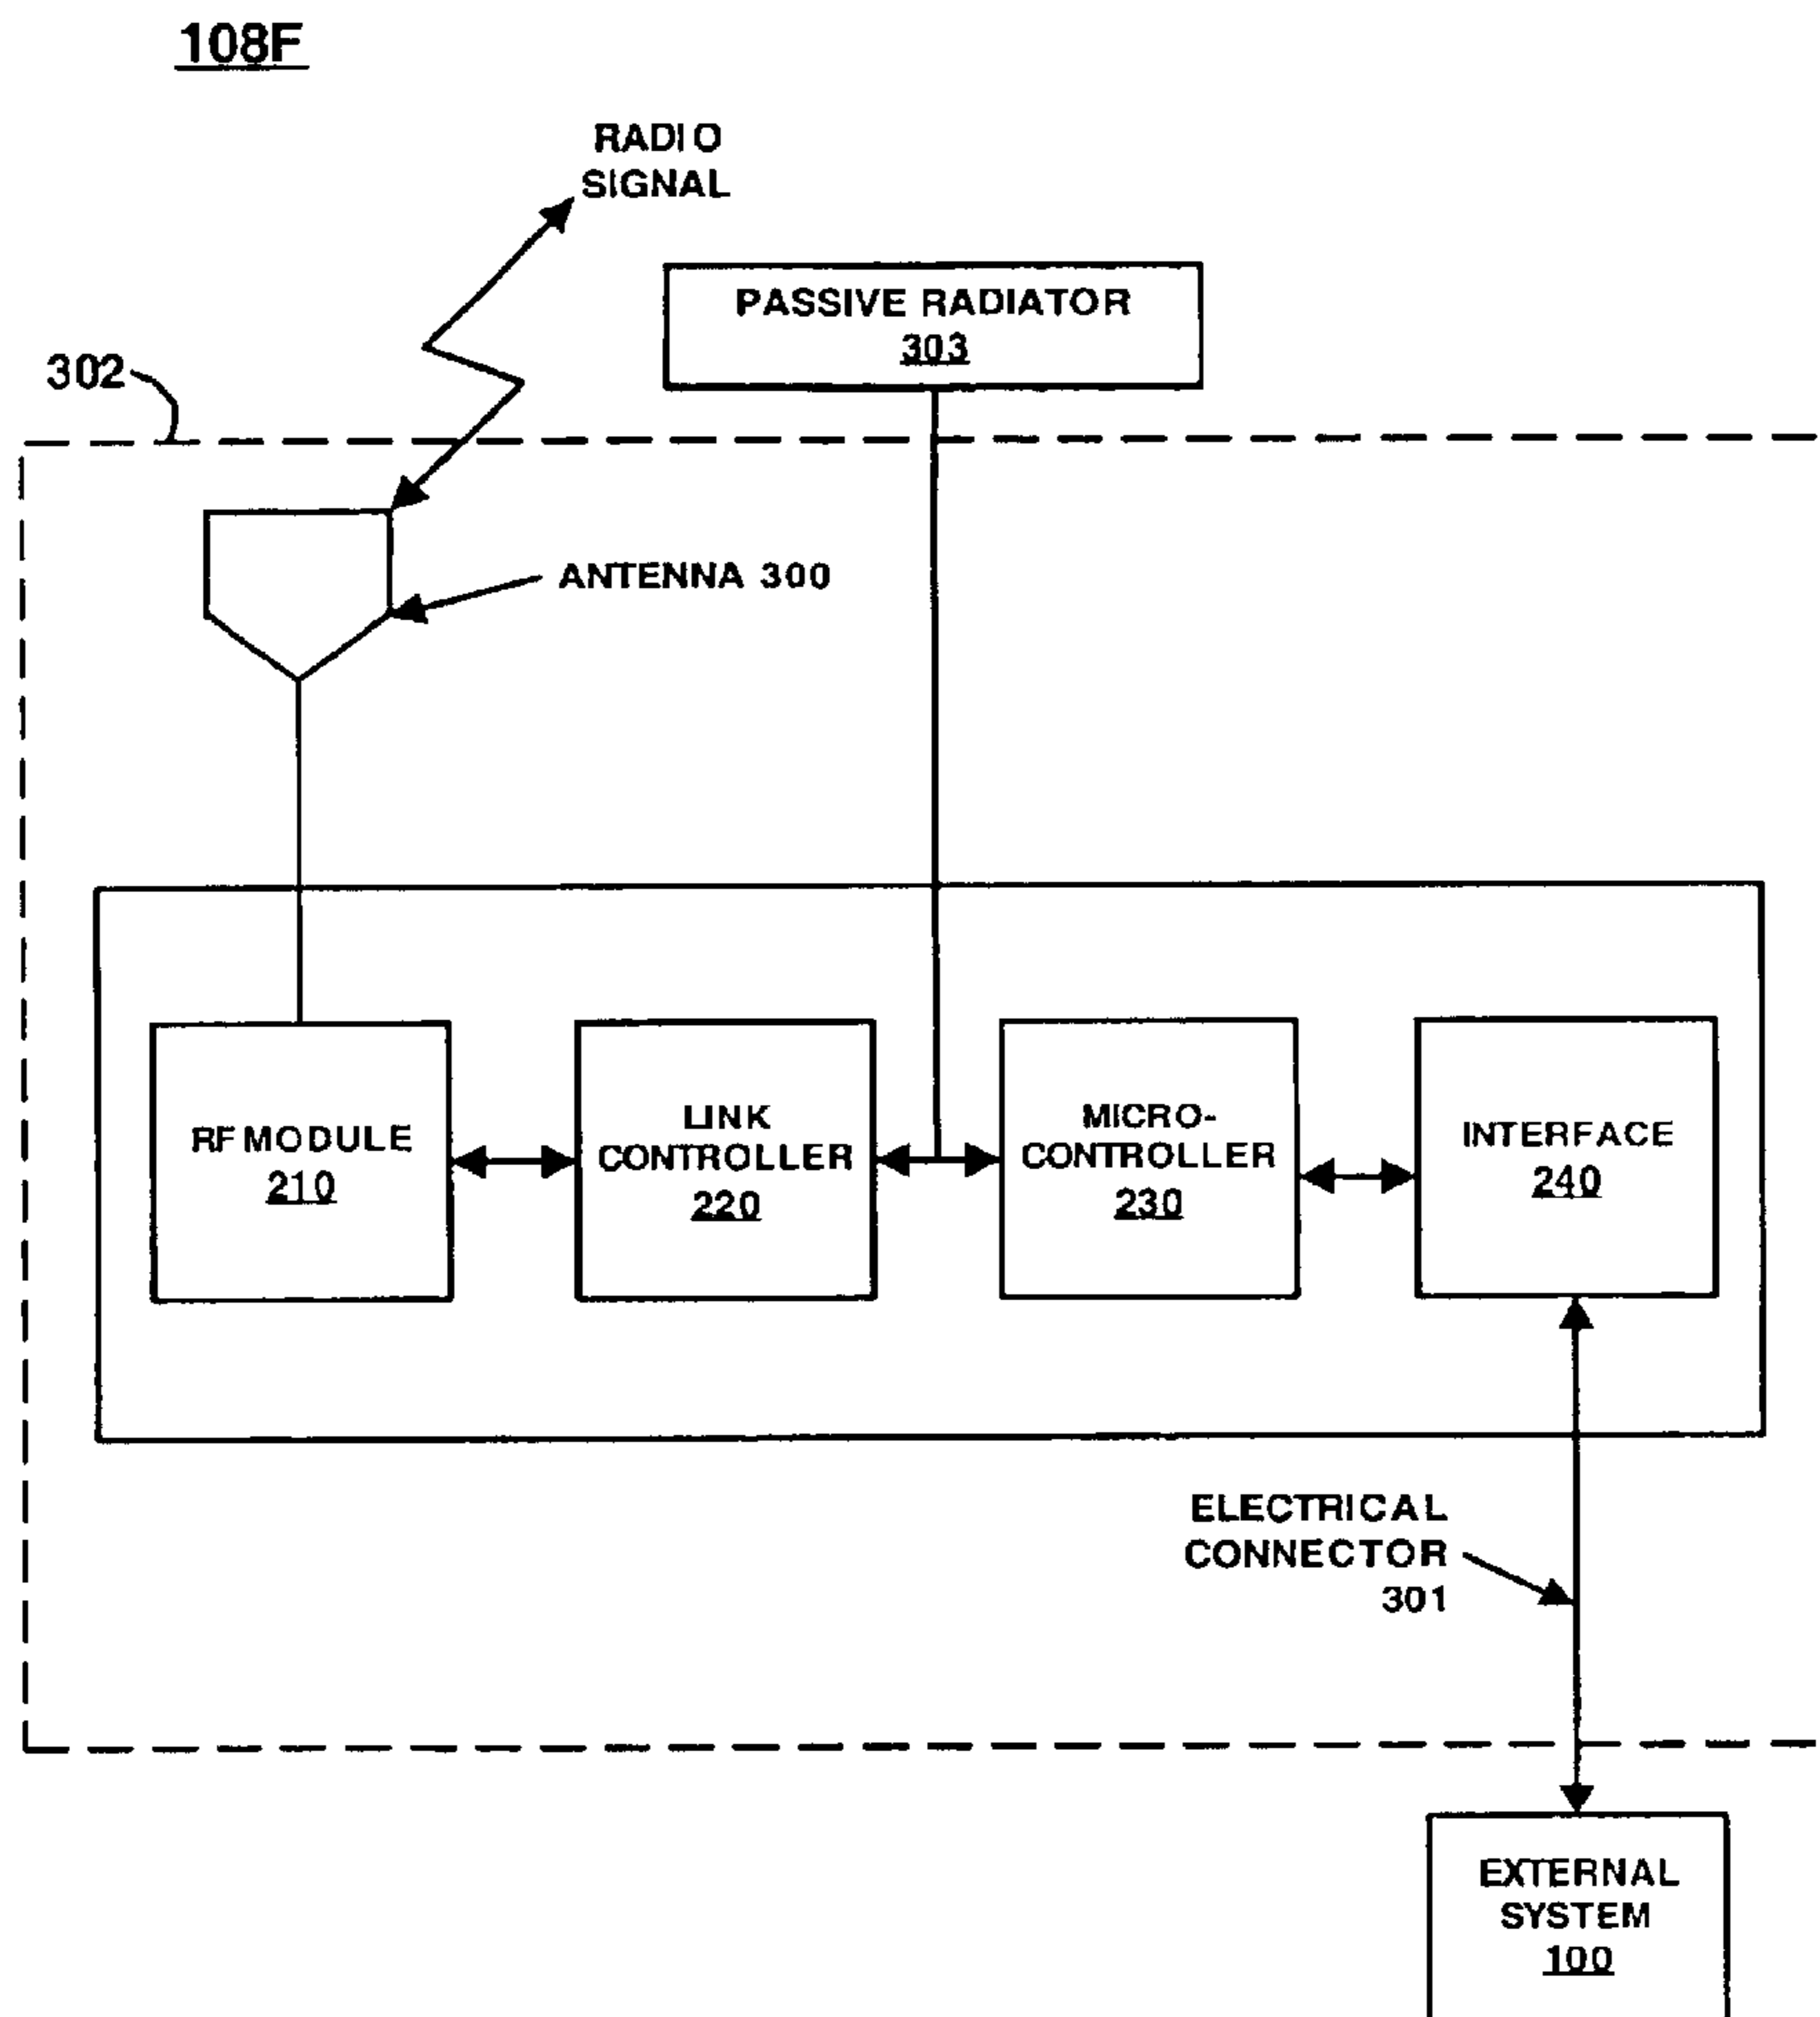 108F
RADIO
SIGNAL
PASSIVE RADIATOR
303
302
ANTENNA 300
RF MODULE
210
LINK
CONTROLLER
220
MICRO-
CONTROLLER
230
INTERFACE
240
ELECTRICAL
CONNECTOR
301
EXTERNAL
SYSTEM
100